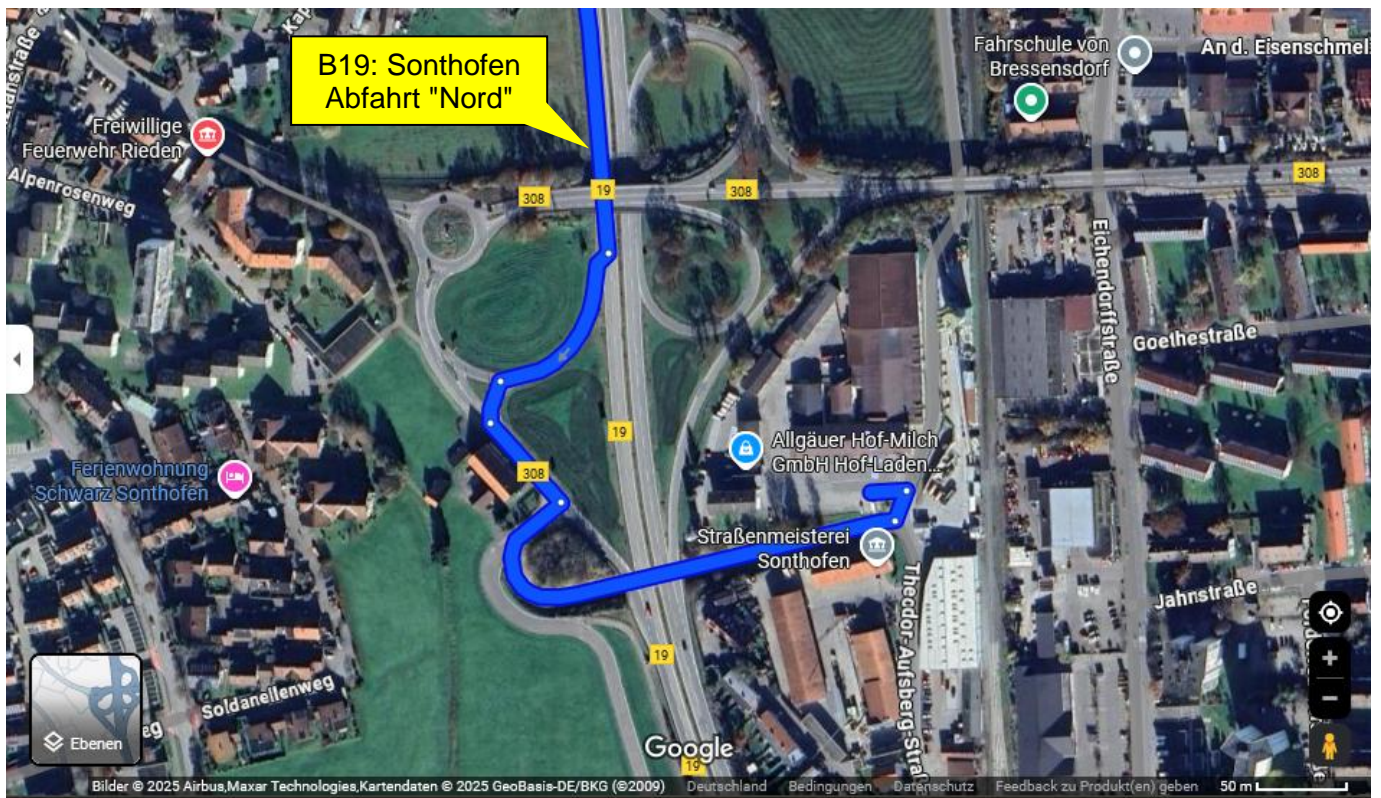 B19: Sonthofen
Abfahrt "Nord"
Fahrschule von
Bressensdorf
An d. Eisenschmel
Freiwillige
Feuerwehr Rieden
Alpenrosenweg
308
19
308
308
Eichendorffstraße
Goethestraße
19
Allgäuer Hof-Milch
GmbH Hof-Laden...
Ferienwohnung
Schwarz Sonthofen
308
Straßenmeisterei
Sonthofen
Theodor-Aufsberg-Straß
Jahnstraße
19
Soldanellenweg
eg
Ebenen
Google
19
Bilder © 2025 Airbus,Maxar Technologies,Kartendaten © 2025 GeoBasis-DE/BKG (©2009) Deutschland Bedingungen Datenschutz Feedback zu Produkt(en) geben 50 m